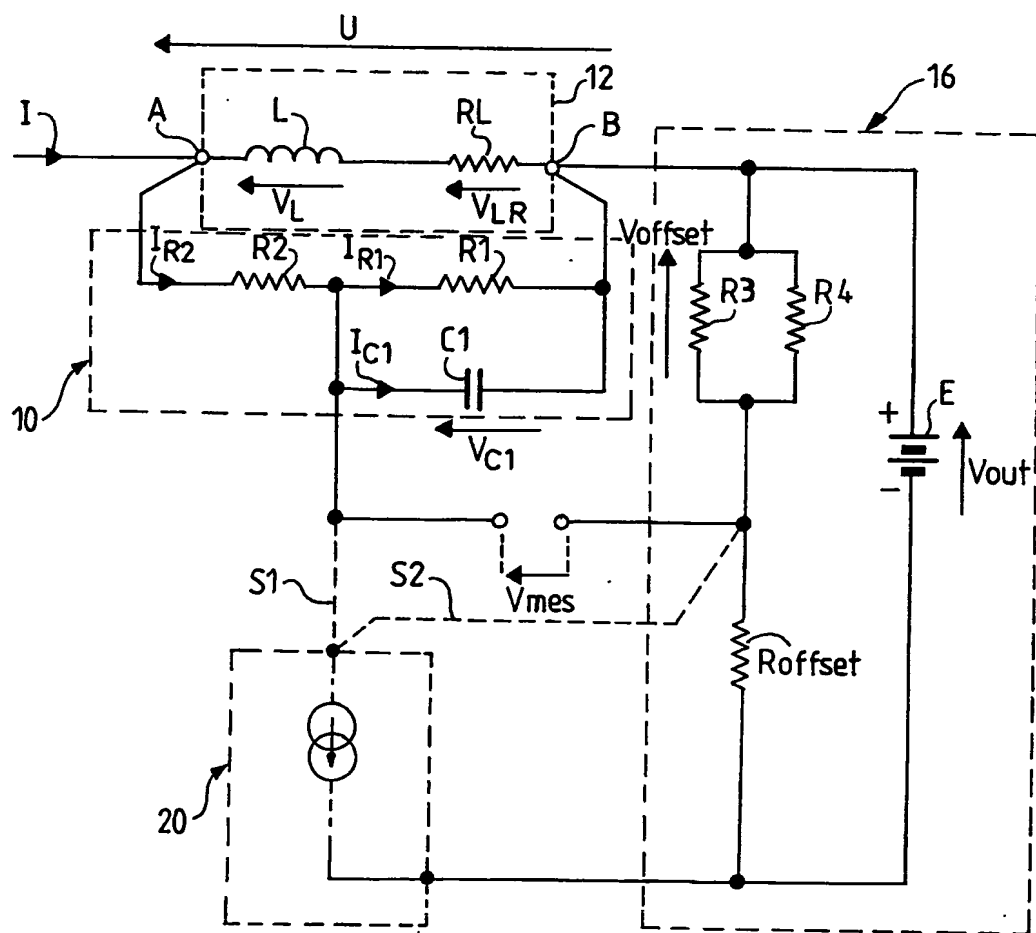 U
12
16
I
A
L
RL
B
VL
VLR
Voffset
IR2
R2
IR1
R1
R3
R4
IC1
C1
10
VC1
+
E
Vout
−
S1
S2
Vmes
Roffset
20